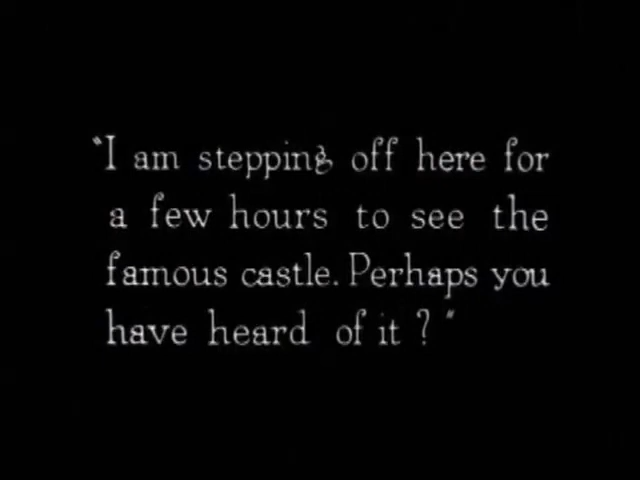 "I am stepping off here for
a few hours to see the
famous castle. Perhaps you
have heard of it?"